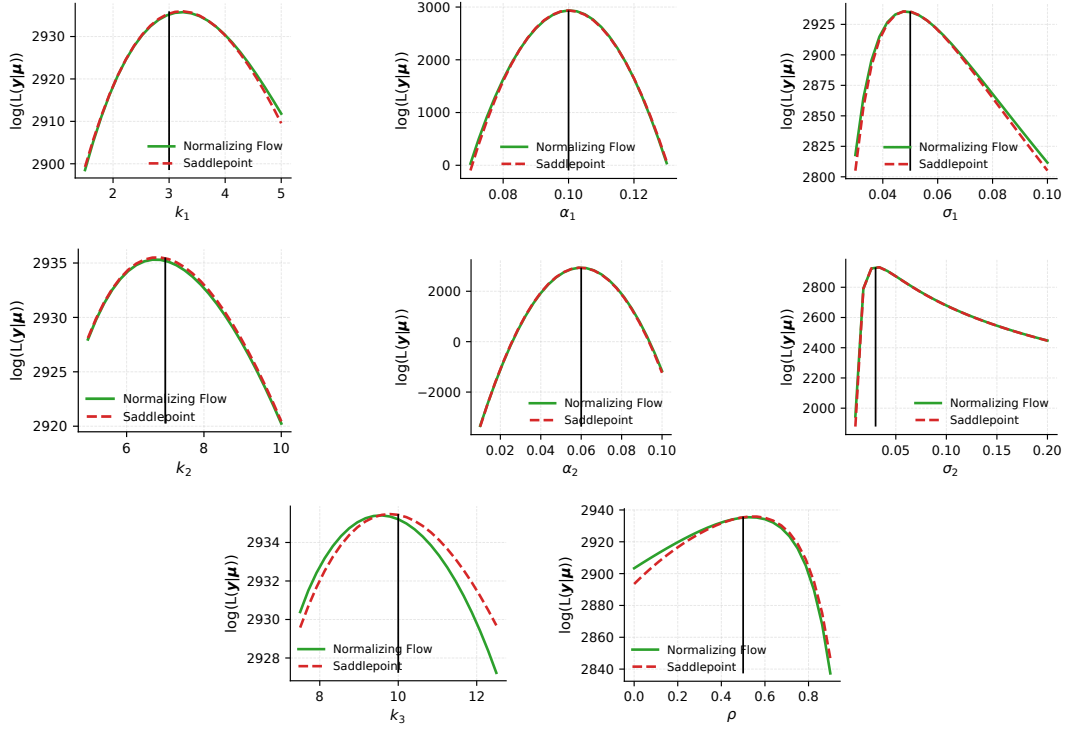 log(L(y|μ))
2930
2920
2910
2900
Normalizing Flow
Saddlepoint
2
3
4
5
k1
log(L(y|μ))
3000
2000
1000
0
Normalizing Flow
Saddlepoint
0.08
0.10
0.12
α1
log(L(y|μ))
2925
2900
2875
2850
2825
2800
Normalizing Flow
Saddlepoint
0.04
0.06
0.08
0.10
σ1
log(L(y|μ))
2935
2930
2925
2920
Normalizing Flow
Saddlepoint
6
8
10
k2
log(L(y|μ))
2000
0
−2000
Normalizing Flow
Saddlepoint
0.02
0.04
0.06
0.08
0.10
α2
log(L(y|μ))
2800
2600
2400
2200
2000
Normalizing Flow
Saddlepoint
0.05
0.10
0.15
0.20
σ2
log(L(y|μ))
2934
2932
2930
2928
Normalizing Flow
Saddlepoint
8
10
12
k3
log(L(y|μ))
2940
2920
2900
2880
2860
2840
Normalizing Flow
Saddlepoint
0.0
0.2
0.4
0.6
0.8
ρ